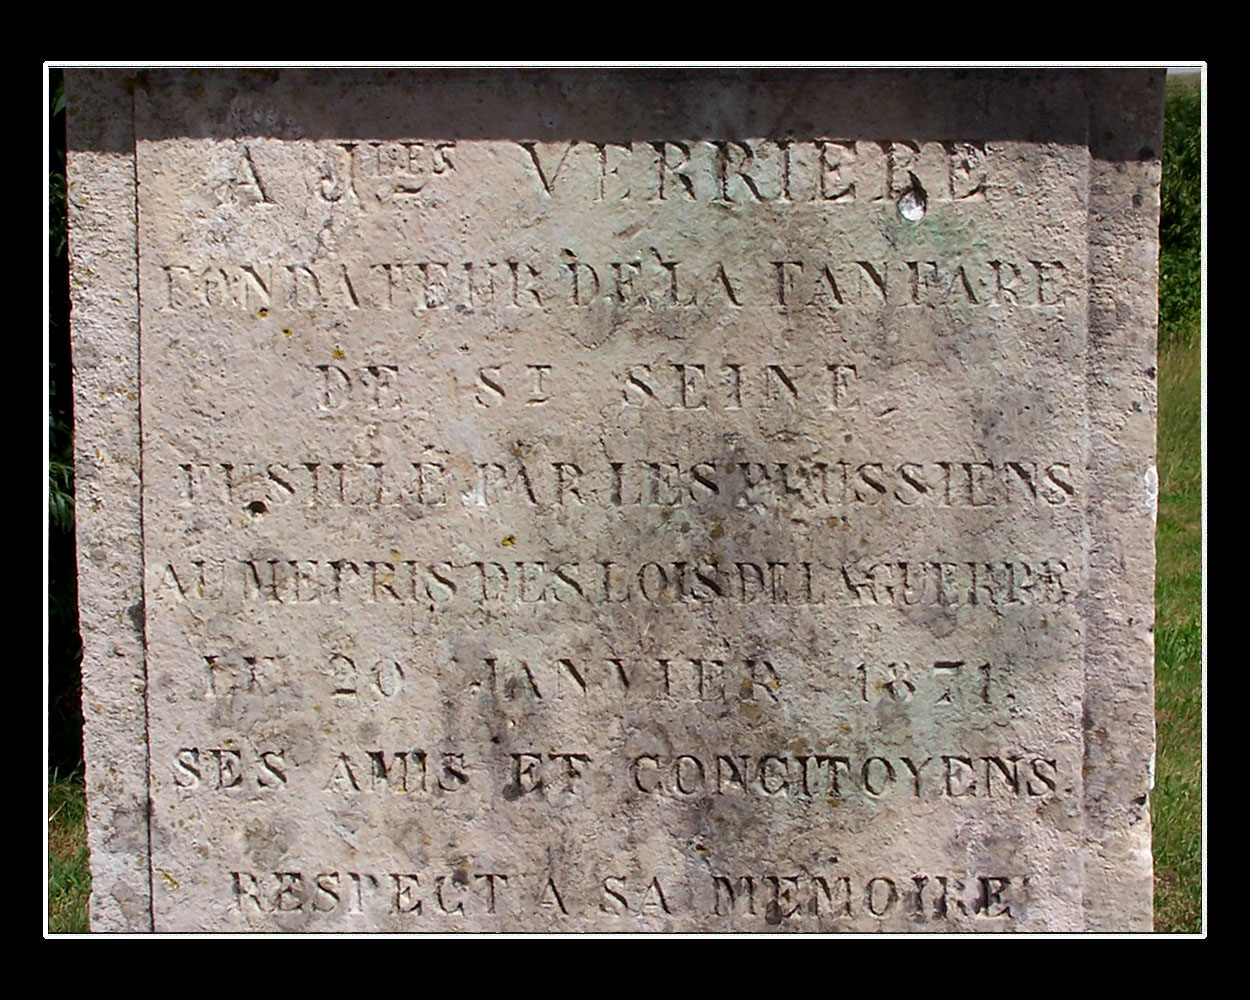 A JLES VERRIERE
FONDATEUR DE LA FANFARE
DE ST SEINE
FUSILLÉ PAR LES PRUSSIENS
AU MEPRIS DES LOIS DE LA GUERRE
LE 20 JANVIER 1871.
SES AMIS ET CONCITOYENS.
RESPECT A SA MEMOIRE